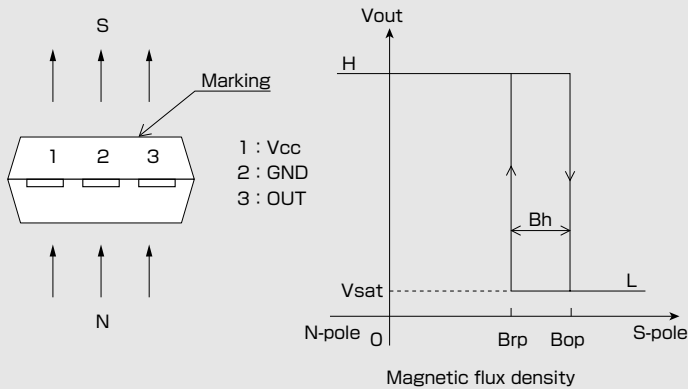 S
N
Marking
1 2 3
1 : Vcc
2 : GND
3 : OUT
Vout
H
Bh
Vsat
L
N-pole 0 Brp Bop S-pole
Magnetic flux density